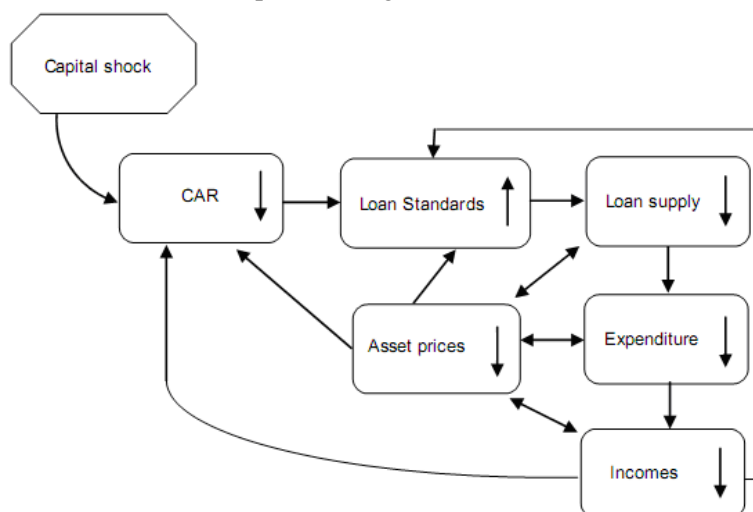 Capital shock
CAR
Loan Standards
Loan supply
Asset prices
Expenditure
Incomes